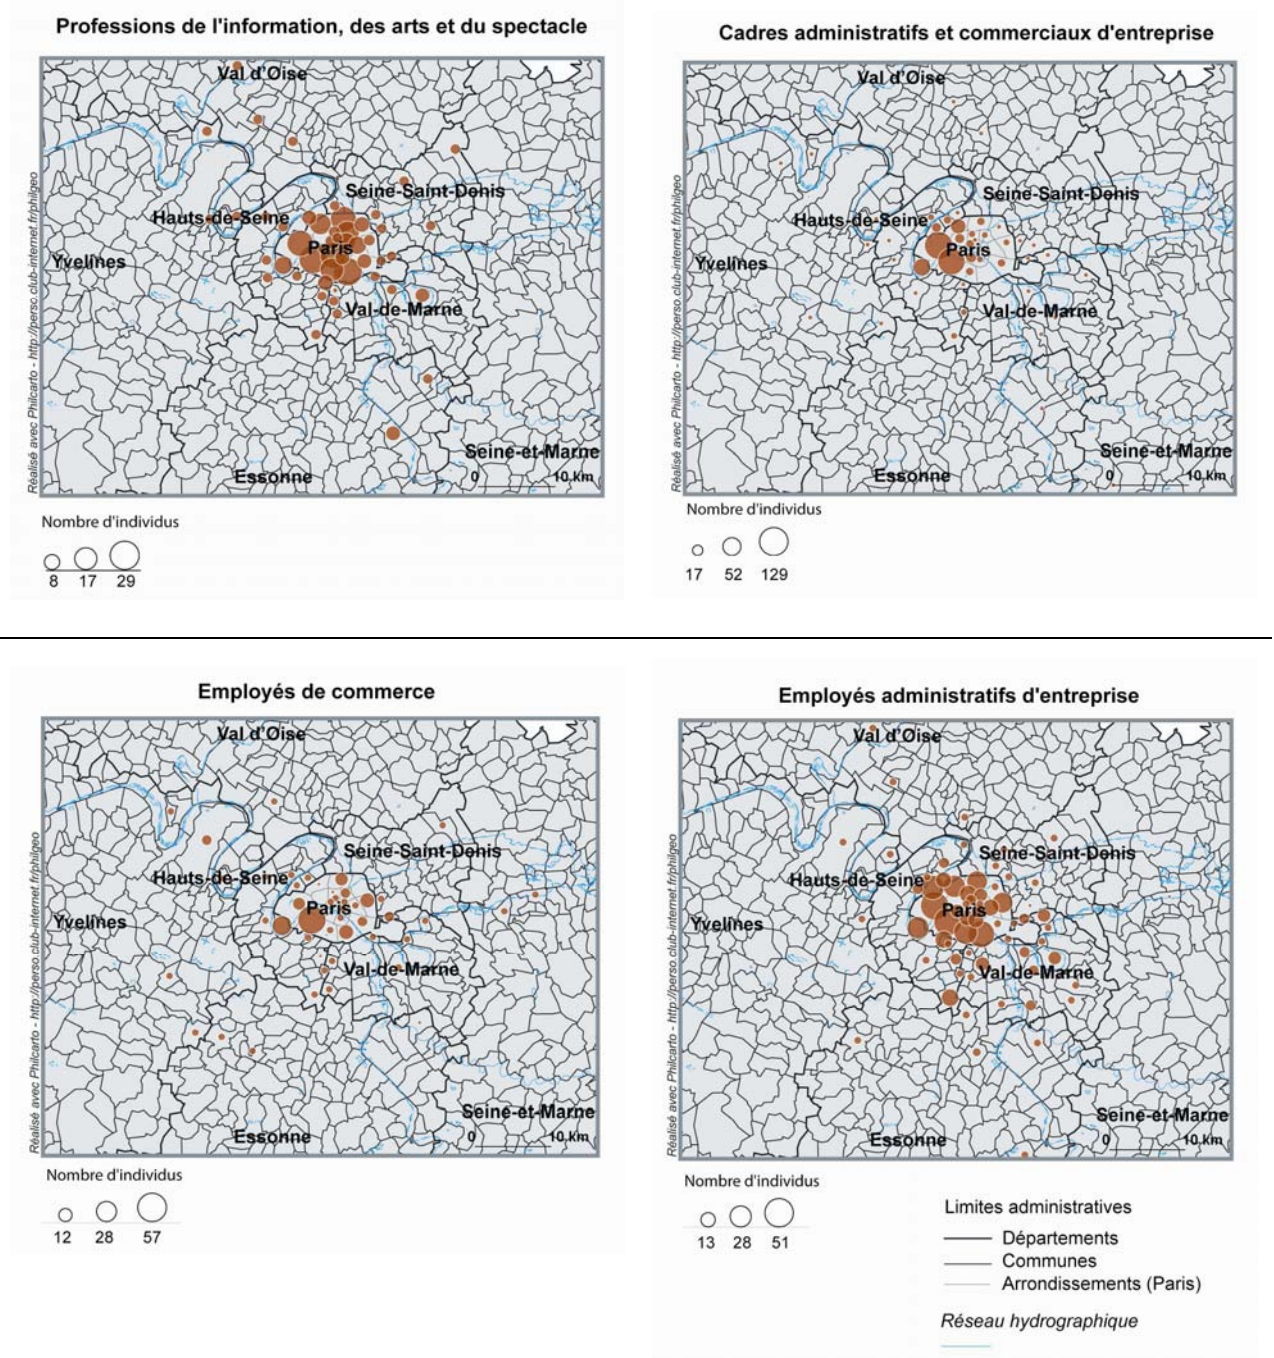 Professions de l'information, des arts et du spectacle
Val d'Oise
Seine-Saint-Denis
Hauts-de-Seine
Paris
Yvelines
Val-de-Marne
Seine-et-Marne
Essonne
0 10 km
Réalisé avec Philcarto - http://perso.club-internet.fr/philgeo
Nombre d'individus
8 17 29
Cadres administratifs et commerciaux d'entreprise
Val d'Oise
Seine-Saint-Denis
Hauts-de-Seine
Paris
Yvelines
Val-de-Marne
Seine-et-Marne
Essonne
0 10 km
Réalisé avec Philcarto - http://perso.club-internet.fr/philgeo
Nombre d'individus
17 52 129
Employés de commerce
Val d'Oise
Seine-Saint-Denis
Hauts-de-Seine
Paris
Yvelines
Val-de-Marne
Seine-et-Marne
Essonne
0 10 km
Réalisé avec Philcarto - http://perso.club-internet.fr/philgeo
Nombre d'individus
12 28 57
Employés administratifs d'entreprise
Val d'Oise
Seine-Saint-Denis
Hauts-de-Seine
Paris
Yvelines
Val-de-Marne
Seine-et-Marne
Essonne
0 10 km
Réalisé avec Philcarto - http://perso.club-internet.fr/philgeo
Nombre d'individus
13 28 51
Limites administratives
Départements
Communes
Arrondissements (Paris)
Réseau hydrographique